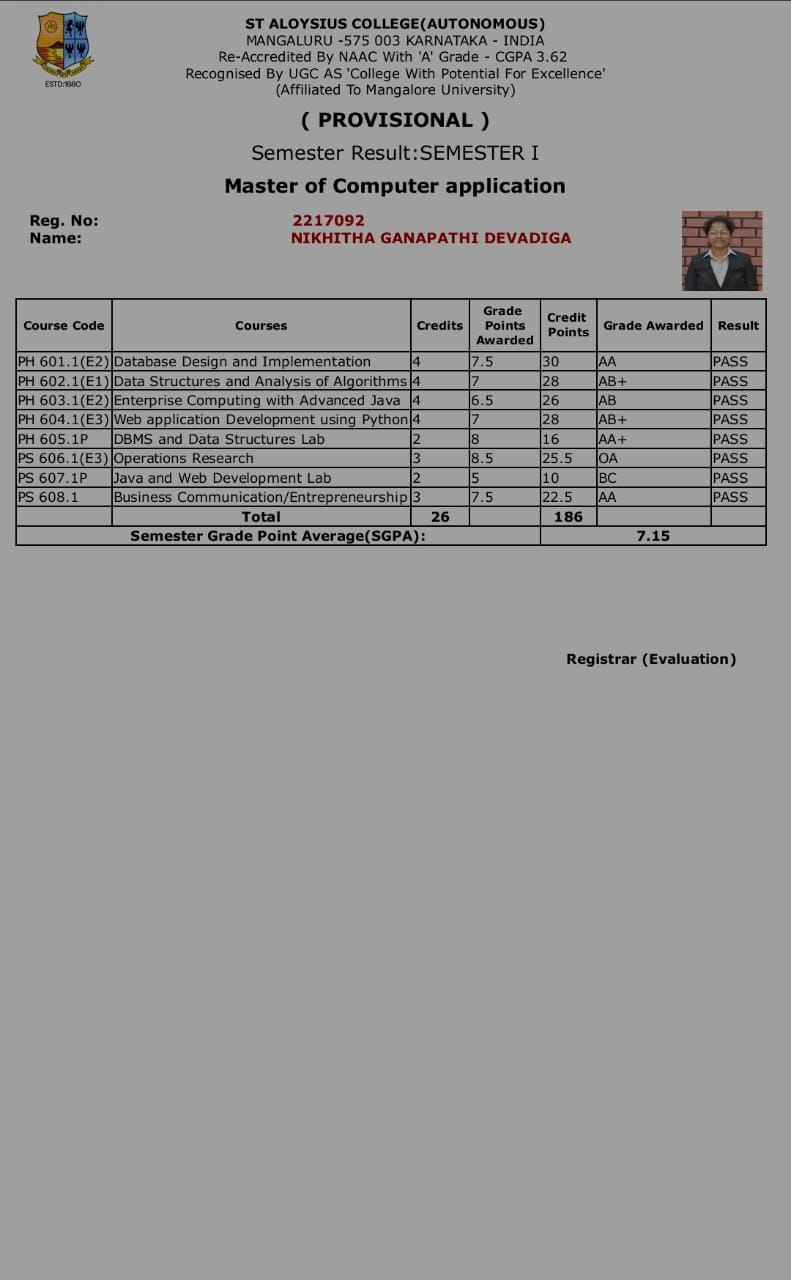 ST ALOYSIUS COLLEGE(AUTONOMOUS)
MANGALURU -575 003 KARNATAKA - INDIA
Re-Accredited By NAAC With 'A' Grade - CGPA 3.62
Recognised By UGC AS 'College With Potential For Excellence'
(Affiliated To Mangalore University)
ESTD:1880
( PROVISIONAL )
Semester Result:SEMESTER I
Master of Computer application
Reg. No: 2217092
Name: NIKHITHA GANAPATHI DEVADIGA
Course Code Courses Credits Grade Points Awarded Credit Points Grade Awarded Result
PH 601.1(E2) Database Design and Implementation 4 7.5 30 AA PASS
PH 602.1(E1) Data Structures and Analysis of Algorithms 4 7 28 AB+ PASS
PH 603.1(E2) Enterprise Computing with Advanced Java 4 6.5 26 AB PASS
PH 604.1(E3) Web application Development using Python 4 7 28 AB+ PASS
PH 605.1P DBMS and Data Structures Lab 2 8 16 AA+ PASS
PS 606.1(E3) Operations Research 3 8.5 25.5 OA PASS
PS 607.1P Java and Web Development Lab 2 5 10 BC PASS
PS 608.1 Business Communication/Entrepreneurship 3 7.5 22.5 AA PASS
Total 26 186
Semester Grade Point Average(SGPA): 7.15
Registrar (Evaluation)